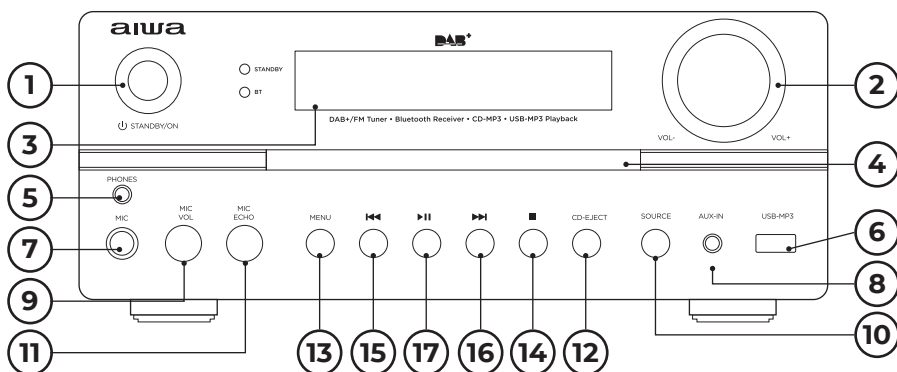 aiwa
DAB+
STANDBY
BT
STANDBY/ON
DAB+/FM Tuner • Bluetooth Receiver • CD-MP3 • USB-MP3 Playback
VOL-
VOL+
PHONES
MIC
MIC
VOL
MIC
ECHO
MENU
CD-EJECT
SOURCE
AUX-IN
USB-MP3
1
2
3
4
5
6
7
8
9
10
11
13
15
17
16
14
12